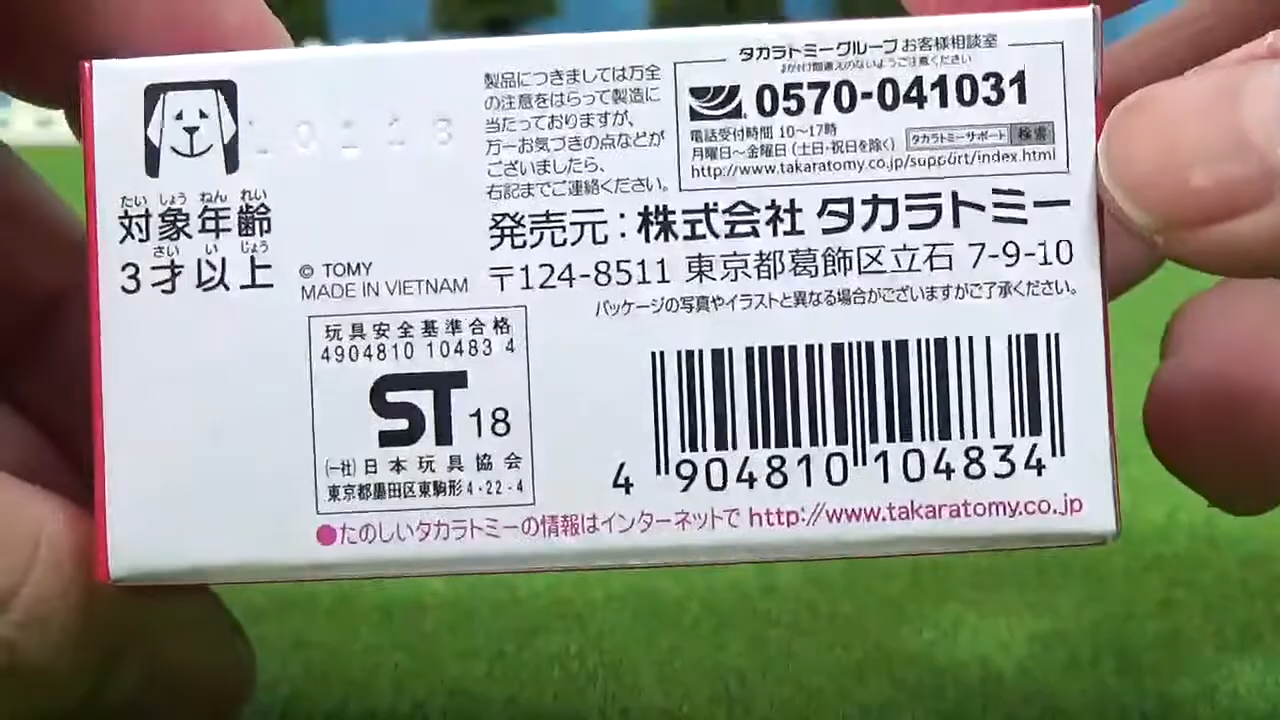 たい しょう ねん れい
対象年齢
さい い じょう
3才以上
© TOMY
MADE IN VIETNAM
製品につきましては万全
の注意をはらって製造に
当たっておりますが、
万一お気づきの点などが
ございましたら、
右記までご連絡ください。
タカラトミーグループ お客様相談室
おかけ間違えのないようご注意ください
0570-041031
電話受付時間 10~17時
月曜日~金曜日 (土日・祝日を除く) タカラトミーサポート 検索
http://www.takaratomy.co.jp/support/index.html
発売元:株式会社 タカラトミー
〒124-8511 東京都葛飾区立石 7-9-10
パッケージの写真やイラストと異なる場合がございますがご了承ください。
玩具安全基準合格
4904810 10483 4
ST 18
(一社)日本玩具協会
東京都墨田区東駒形4-22-4
4 904810 104834
●たのしいタカラトミーの情報はインターネットで http://www.takaratomy.co.jp